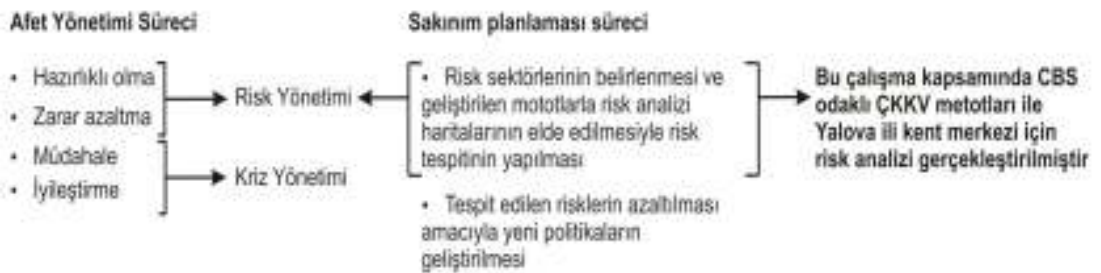 Afet Yönetimi Süreci
• Hazırlıklı olma
• Zarar azaltma
• Müdahale
• İyileştirme
Risk Yönetimi
Kriz Yönetimi
Sakınım planlaması süreci
• Risk sektörlerinin belirlenmesi ve
geliştirilen mototlarla risk analizi
haritalarının elde edilmesiyle risk
tespitinin yapılması
• Tespit edilen risklerin azaltılması
amacıyla yeni politikaların
geliştirilmesi
Bu çalışma kapsamında CBS
odaklı ÇKKV metotları ile
Yalova ili kent merkezi için
risk analizi gerçekleştirilmiştir